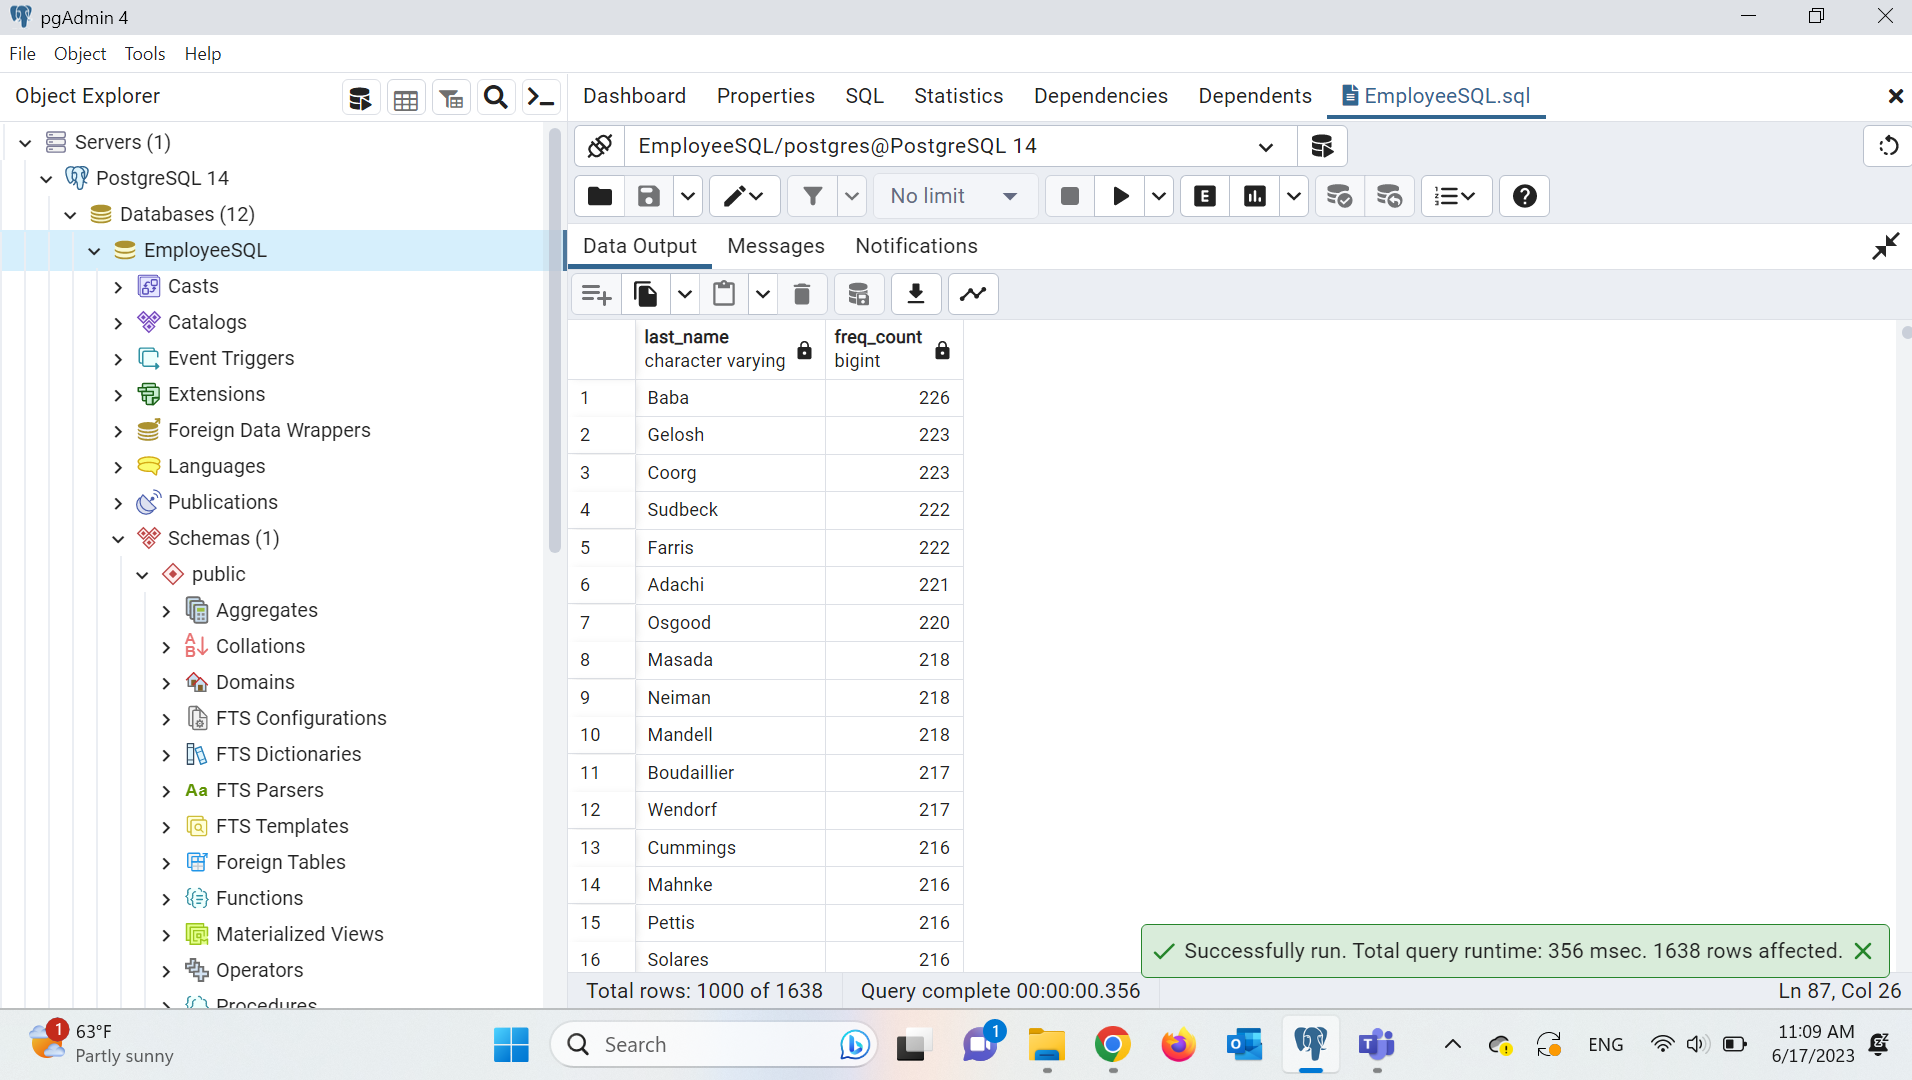 pgAdmin 4
File Object Tools Help
Object Explorer
Dashboard Properties SQL Statistics Dependencies Dependents EmployeeSQL.sql
Servers (1)
PostgreSQL 14
Databases (12)
EmployeeSQL
Casts
Catalogs
Event Triggers
Extensions
Foreign Data Wrappers
Languages
Publications
Schemas (1)
public
Aggregates
Collations
Domains
FTS Configurations
FTS Dictionaries
Aa FTS Parsers
FTS Templates
Foreign Tables
Functions
Materialized Views
Operators
Procedures
EmployeeSQL/postgres@PostgreSQL 14
No limit
E
Data Output Messages Notifications
last_name freq_count
character varying bigint
1 Baba 226
2 Gelosh 223
3 Coorg 223
4 Sudbeck 222
5 Farris 222
6 Adachi 221
7 Osgood 220
8 Masada 218
9 Neiman 218
10 Mandell 218
11 Boudaillier 217
12 Wendorf 217
13 Cummings 216
14 Mahnke 216
15 Pettis 216
16 Solares 216
Successfully run. Total query runtime: 356 msec. 1638 rows affected.
Total rows: 1000 of 1638 Query complete 00:00:00.356 Ln 87, Col 26
1 63°F
Partly sunny
Search
1
ENG
11:09 AM
6/17/2023